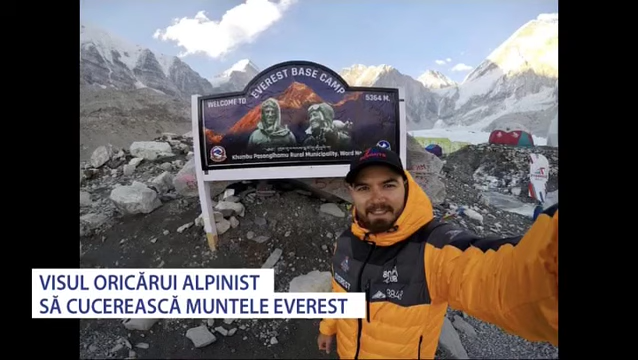 EVEREST BASE CAMP
WELCOME TO
5364 M.
Khumbu Pasanglhamu Rural Municipality, Ward No
VISUL ORICĂRUI ALPINIST
SĂ CUCEREASCĂ MUNTELE EVEREST